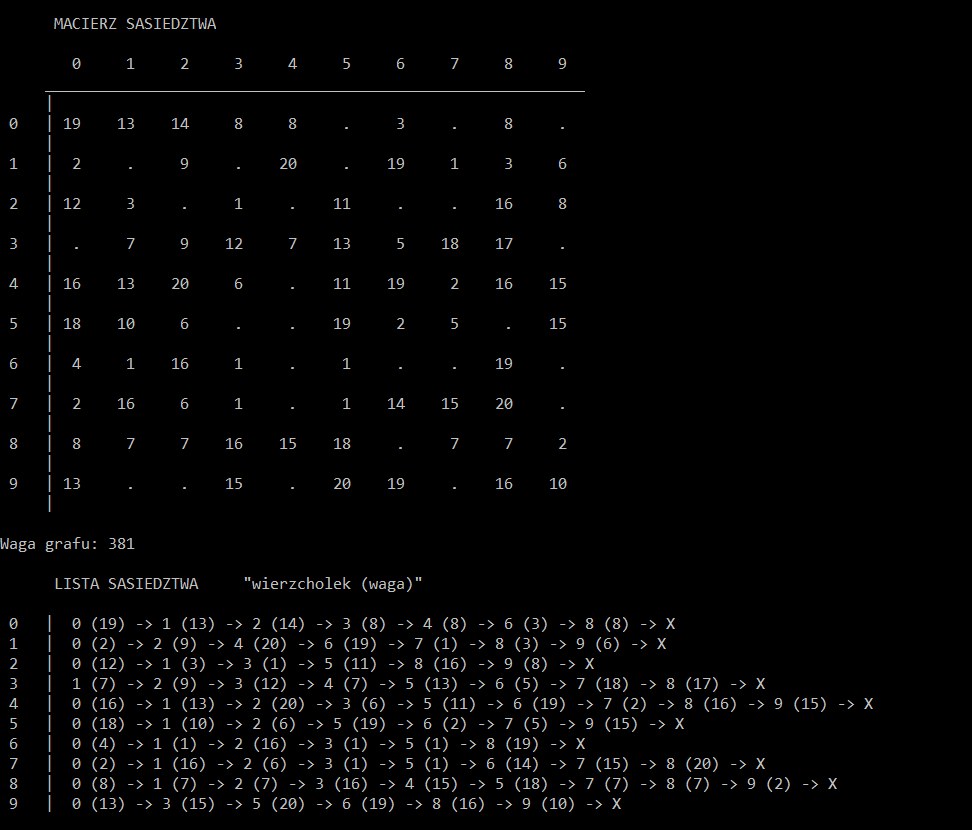 MACIERZ SASIEDZTWA
0 1 2 3 4 5 6 7 8 9
0 | 19 13 14 8 8 . 3 . 8 .
1 | 2 . 9 . 20 . 19 1 3 6
2 | 12 3 . 1 . 11 . . 16 8
3 | . 7 9 12 7 13 5 18 17 .
4 | 16 13 20 6 . 11 19 2 16 15
5 | 18 10 6 . . 19 2 5 . 15
6 | 4 1 16 1 . 1 . . 19 .
7 | 2 16 6 1 . 1 14 15 20 .
8 | 8 7 7 16 15 18 . 7 7 2
9 | 13 . . 15 . 20 19 . 16 10
Waga grafu: 381
LISTA SASIEDZTWA "wierzcholek (waga)"
0 | 0 (19) -> 1 (13) -> 2 (14) -> 3 (8) -> 4 (8) -> 6 (3) -> 8 (8) -> X
1 | 0 (2) -> 2 (9) -> 4 (20) -> 6 (19) -> 7 (1) -> 8 (3) -> 9 (6) -> X
2 | 0 (12) -> 1 (3) -> 3 (1) -> 5 (11) -> 8 (16) -> 9 (8) -> X
3 | 1 (7) -> 2 (9) -> 3 (12) -> 4 (7) -> 5 (13) -> 6 (5) -> 7 (18) -> 8 (17) -> X
4 | 0 (16) -> 1 (13) -> 2 (20) -> 3 (6) -> 5 (11) -> 6 (19) -> 7 (2) -> 8 (16) -> 9 (15) -> X
5 | 0 (18) -> 1 (10) -> 2 (6) -> 5 (19) -> 6 (2) -> 7 (5) -> 9 (15) -> X
6 | 0 (4) -> 1 (1) -> 2 (16) -> 3 (1) -> 5 (1) -> 8 (19) -> X
7 | 0 (2) -> 1 (16) -> 2 (6) -> 3 (1) -> 5 (1) -> 6 (14) -> 7 (15) -> 8 (20) -> X
8 | 0 (8) -> 1 (7) -> 2 (7) -> 3 (16) -> 4 (15) -> 5 (18) -> 7 (7) -> 8 (7) -> 9 (2) -> X
9 | 0 (13) -> 3 (15) -> 5 (20) -> 6 (19) -> 8 (16) -> 9 (10) -> X